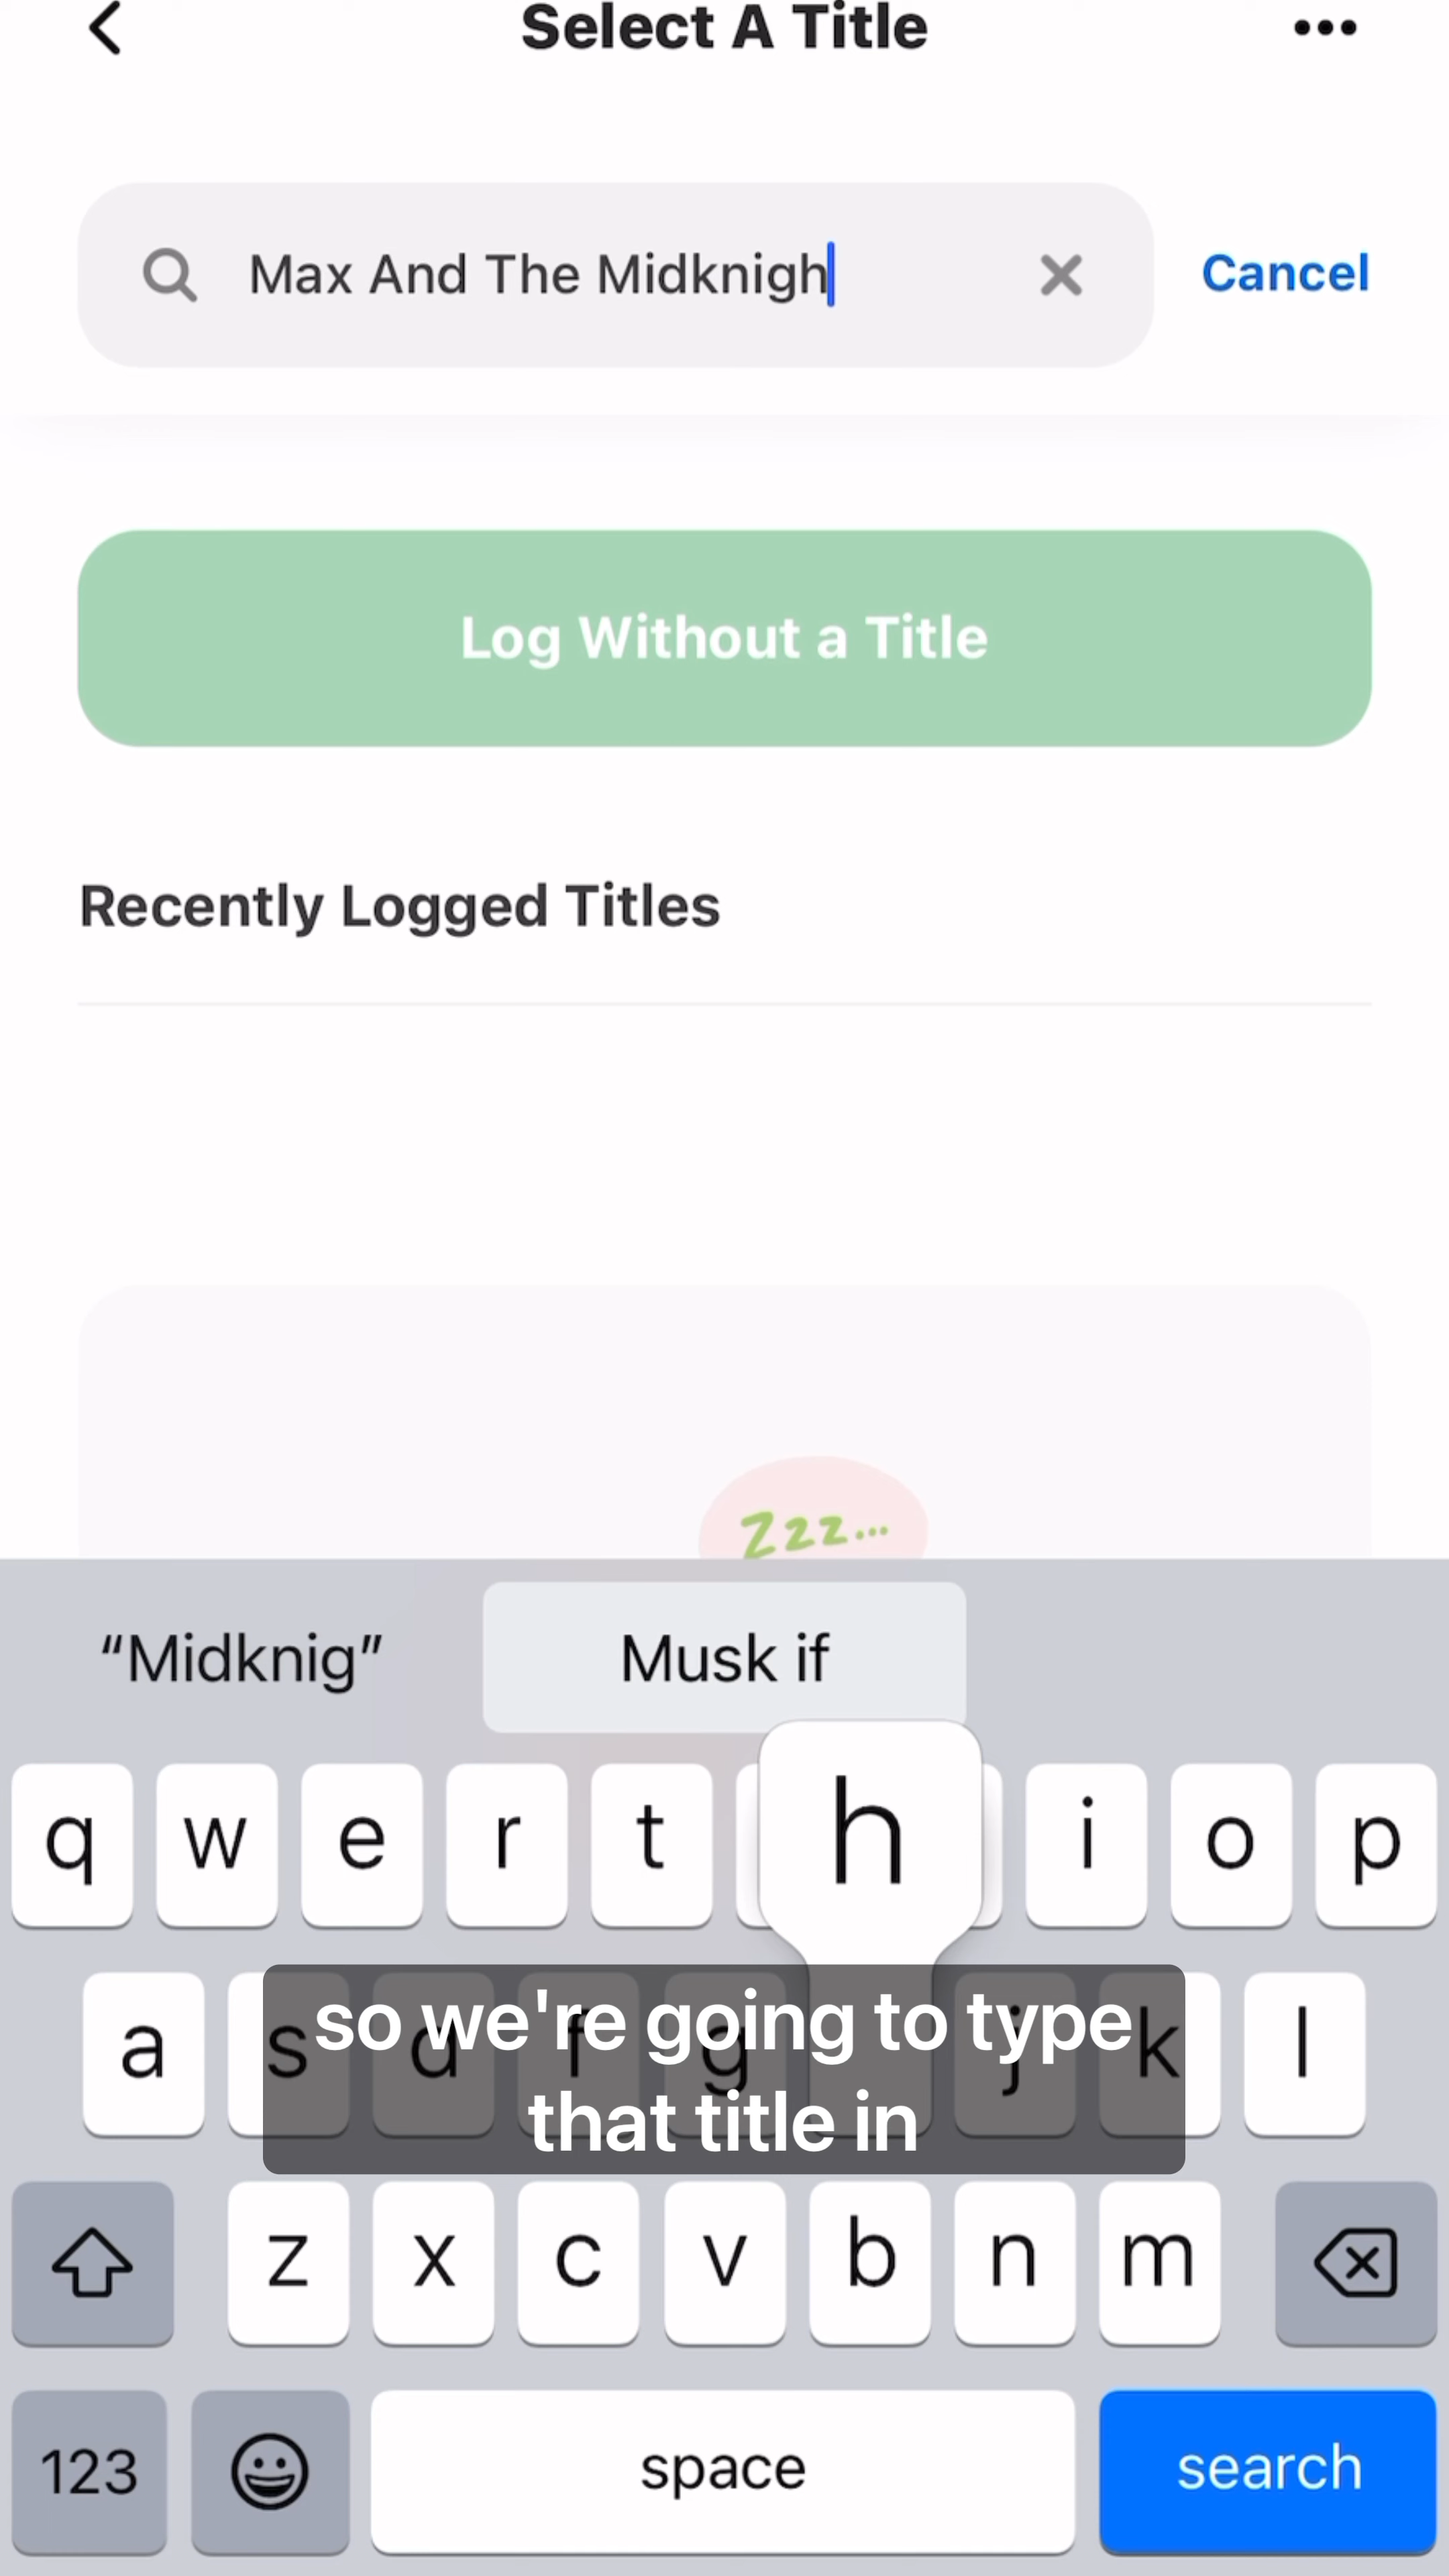 Select A Title
Max And The Midknigh
Cancel
Log Without a Title
Recently Logged Titles
Zzz...
“Midknig”
Musk if
q w e r t h i o p
a s d f g j k l
so we're going to type
that title in
z x c v b n m
123
space
search